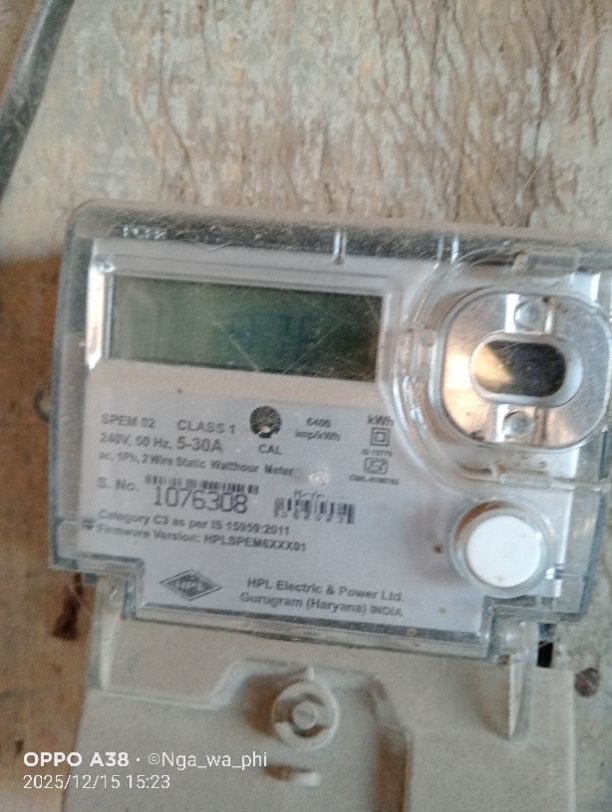 SPEM 02 CLASS 1 6400 kWh
240V, 50 Hz, 5-30A CAL imp/kWh
IS 13779
ac, 1Ph, 2 Wire Static Watthour Meter
S. No. 1076308
Category C3 as per IS 15959:2011
Firmware Version: HPLSPEM6XXX01
HPL
HPL Electric & Power Ltd.
Gurugram (Haryana) INDIA
OPPO A38 · ©Nga_wa_phi
2025/12/15 15:23